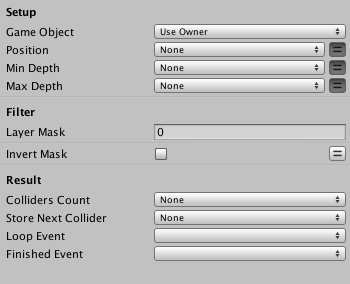 Setup
Game Object Use Owner
Position None
Min Depth None
Max Depth None
Filter
Layer Mask 0
Invert Mask
Result
Colliders Count None
Store Next Collider None
Loop Event
Finished Event